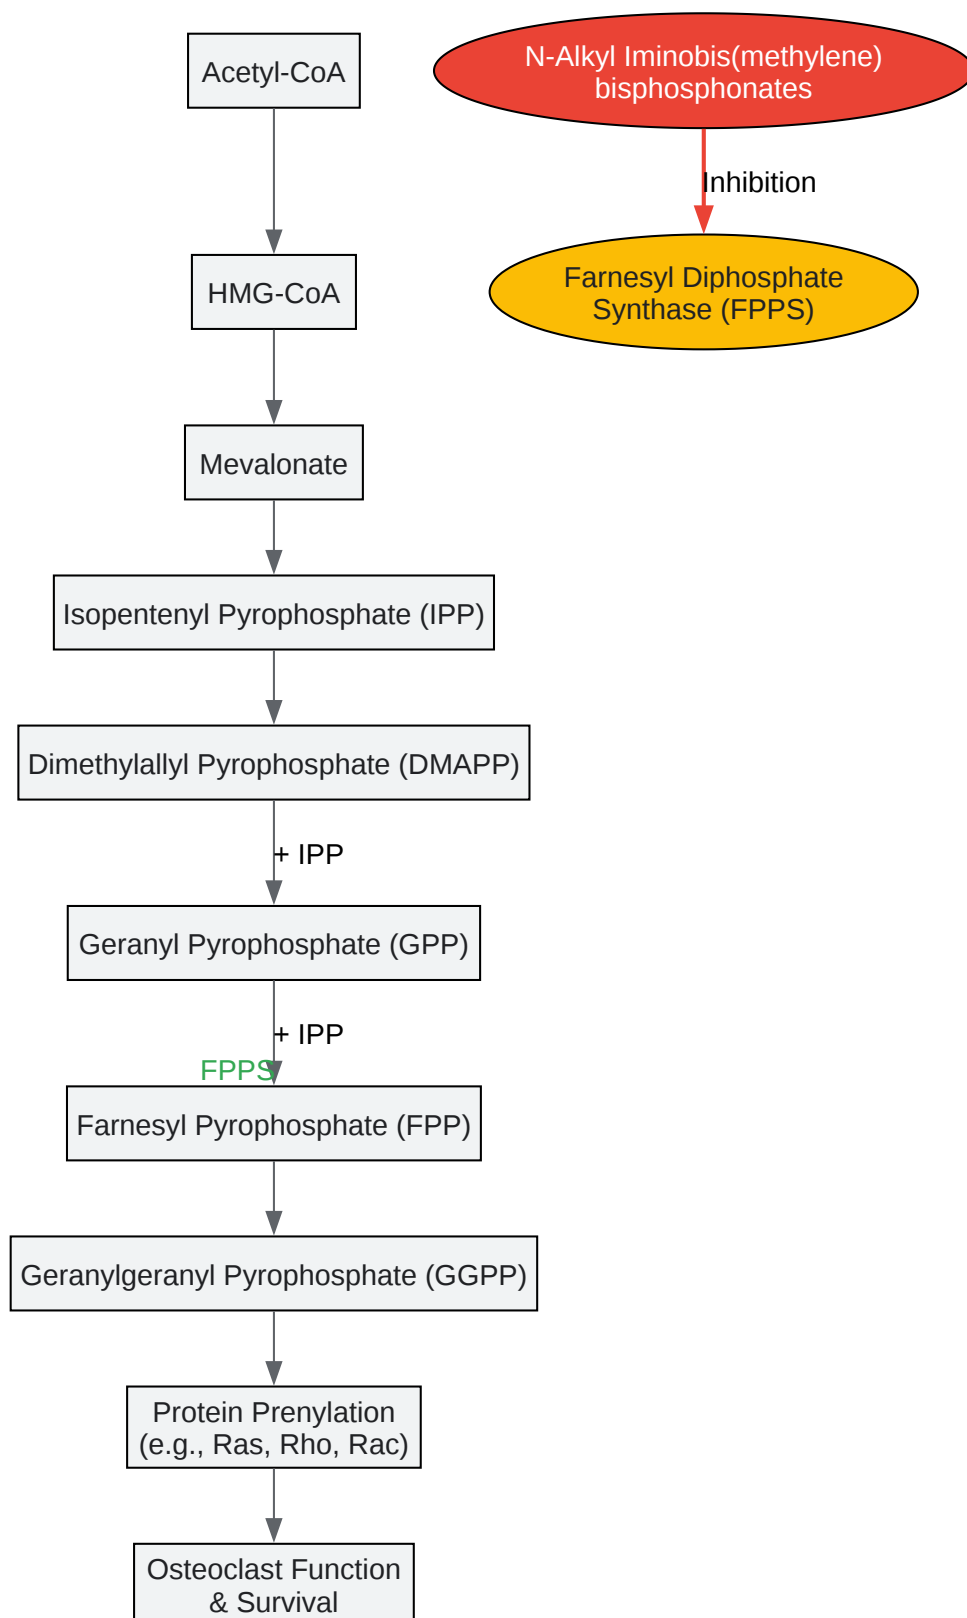 Acetyl-CoA
N-Alkyl Iminobis(methylene)
bisphosphonates
Inhibition
HMG-CoA
Farnesyl Diphosphate
Synthase (FPPS)
Mevalonate
Isopentenyl Pyrophosphate (IPP)
Dimethylallyl Pyrophosphate (DMAPP)
+ IPP
Geranyl Pyrophosphate (GPP)
+ IPP
FPPS
Farnesyl Pyrophosphate (FPP)
Geranylgeranyl Pyrophosphate (GGPP)
Protein Prenylation
(e.g., Ras, Rho, Rac)
Osteoclast Function
& Survival